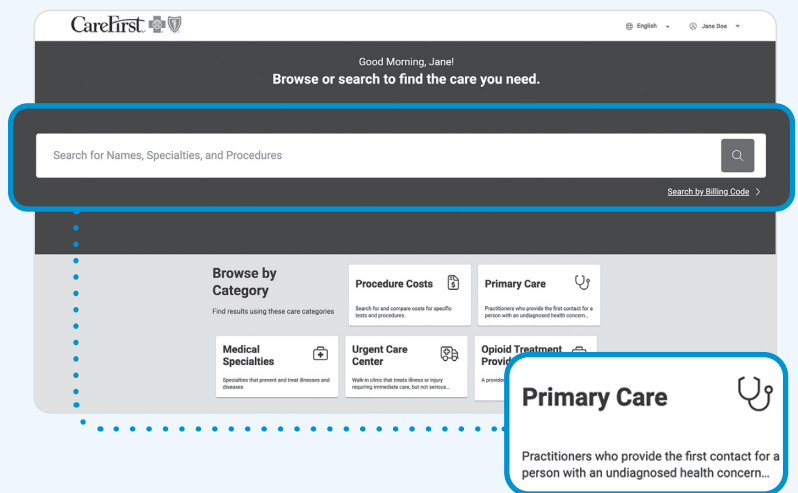 CareFirst
English
Jane Doe
Good Morning, Jane!
Browse or search to find the care you need.
Search for Names, Specialties, and Procedures
Search by Billing Code
Browse by
Category
Find results using these care categories
Procedure Costs
Search for and compare costs for specific
tests and procedures.
Primary Care
Practitioners who provide the first contact for a
person with an undiagnosed health concern...
Medical
Specialties
Specialties that prevent and treat illnesses and
diseases
Urgent Care
Center
Walk-in clinic that treats illness or injury
requiring immediate care, but not serious...
Opioid Treatment
A provider
Primary Care
Practitioners who provide the first contact for a
person with an undiagnosed health concern...